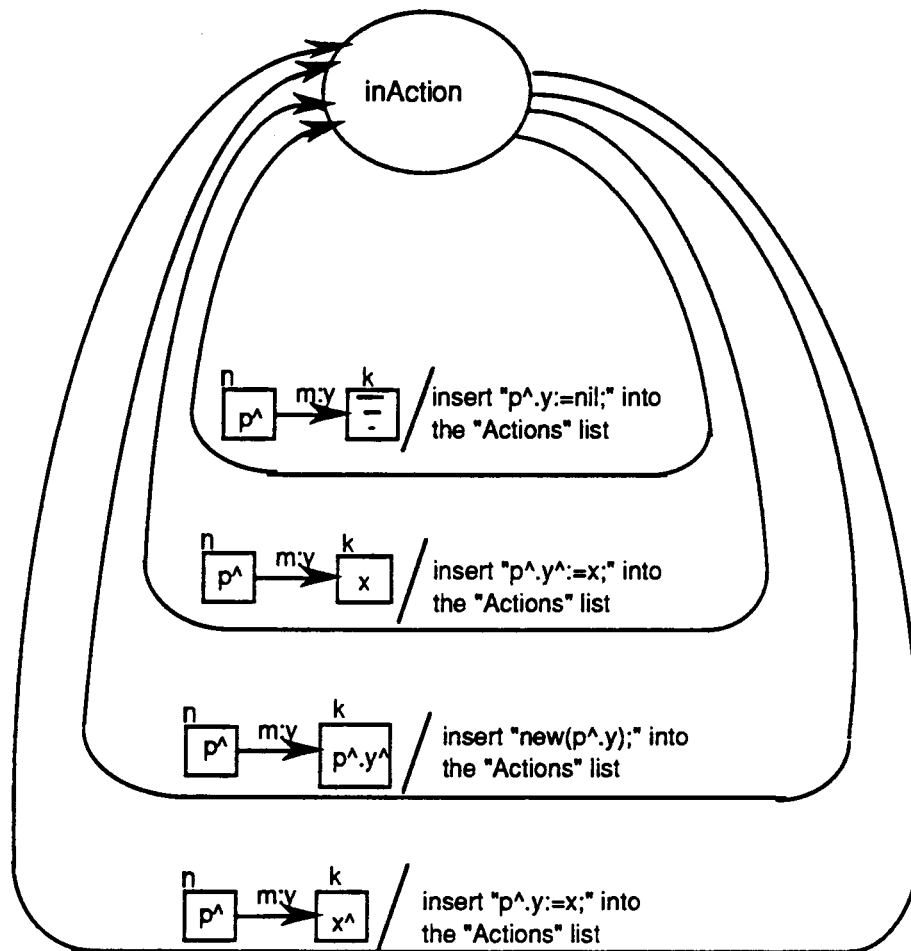 inAction
n k
m:y
p^ / insert "p^.y:=nil;" into
the "Actions" list
n k
m:y
p^ x / insert "p^.y^:=x;" into
the "Actions" list
n k
m:y
p^ p^.y^ / insert "new(p^.y);" into
the "Actions" list
n k
m:y
p^ x^ / insert "p^.y:=x;" into
the "Actions" list